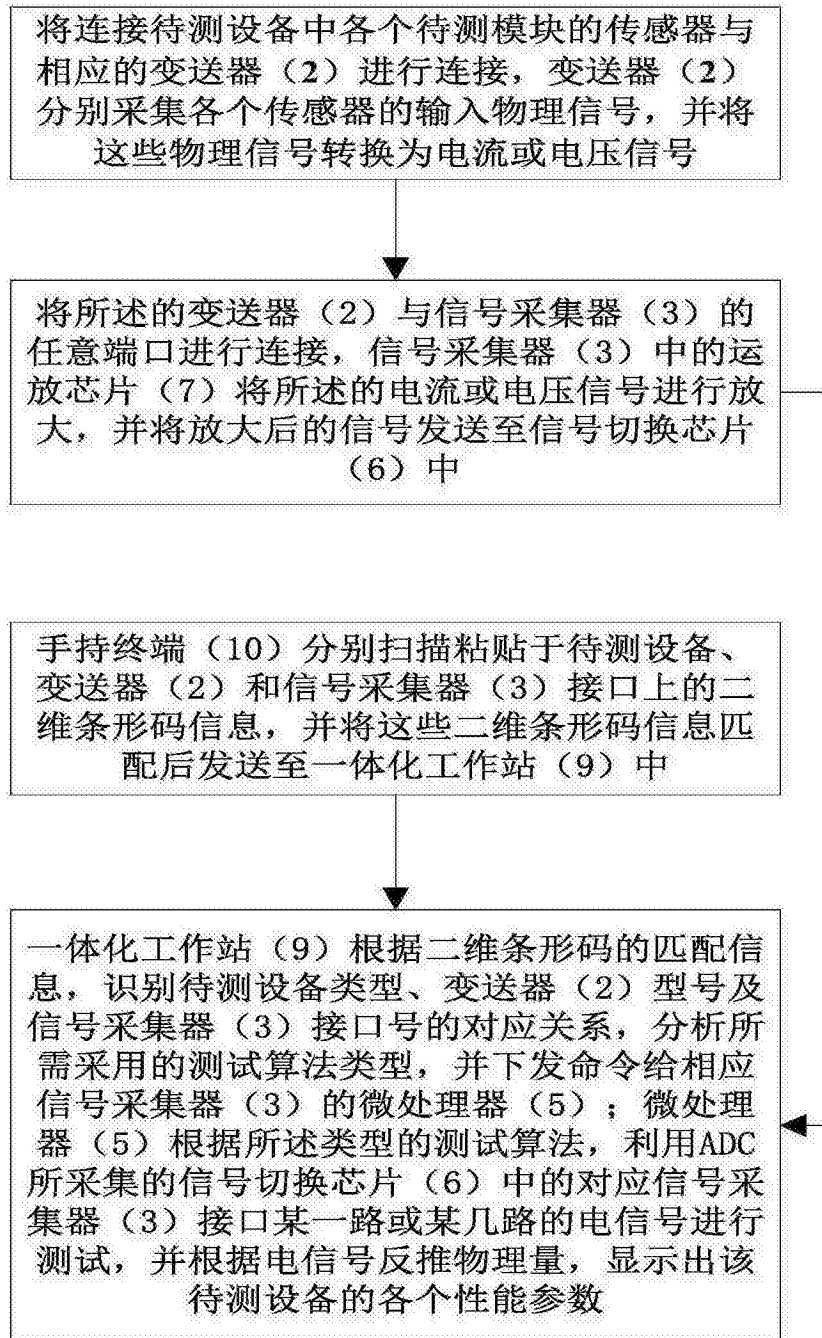 将连接待测设备中各个待测模块的传感器与
相应的变送器（2）进行连接，变送器（2）
分别采集各个传感器的输入物理信号，并将
这些物理信号转换为电流或电压信号
将所述的变送器（2）与信号采集器（3）的
任意端口进行连接，信号采集器（3）中的运
放芯片（7）将所述的电流或电压信号进行放
大，并将放大后的信号发送至信号切换芯片
（6）中
手持终端（10）分别扫描粘贴于待测设备、
变送器（2）和信号采集器（3）接口上的二
维条形码信息，并将这些二维条形码信息匹
配后发送至一体化工作站（9）中
一体化工作站（9）根据二维条形码的匹配信
息，识别待测设备类型、变送器（2）型号及
信号采集器（3）接口号的对应关系，分析所
需采用的测试算法类型，并下发命令给相应
信号采集器（3）的微处理器（5）；微处理
器（5）根据所述类型的测试算法，利用ADC
所采集的信号切换芯片（6）中的对应信号采
集器（3）接口某一路或某几路的电信号进行
测试，并根据电信号反推物理量，显示出该
待测设备的各个性能参数